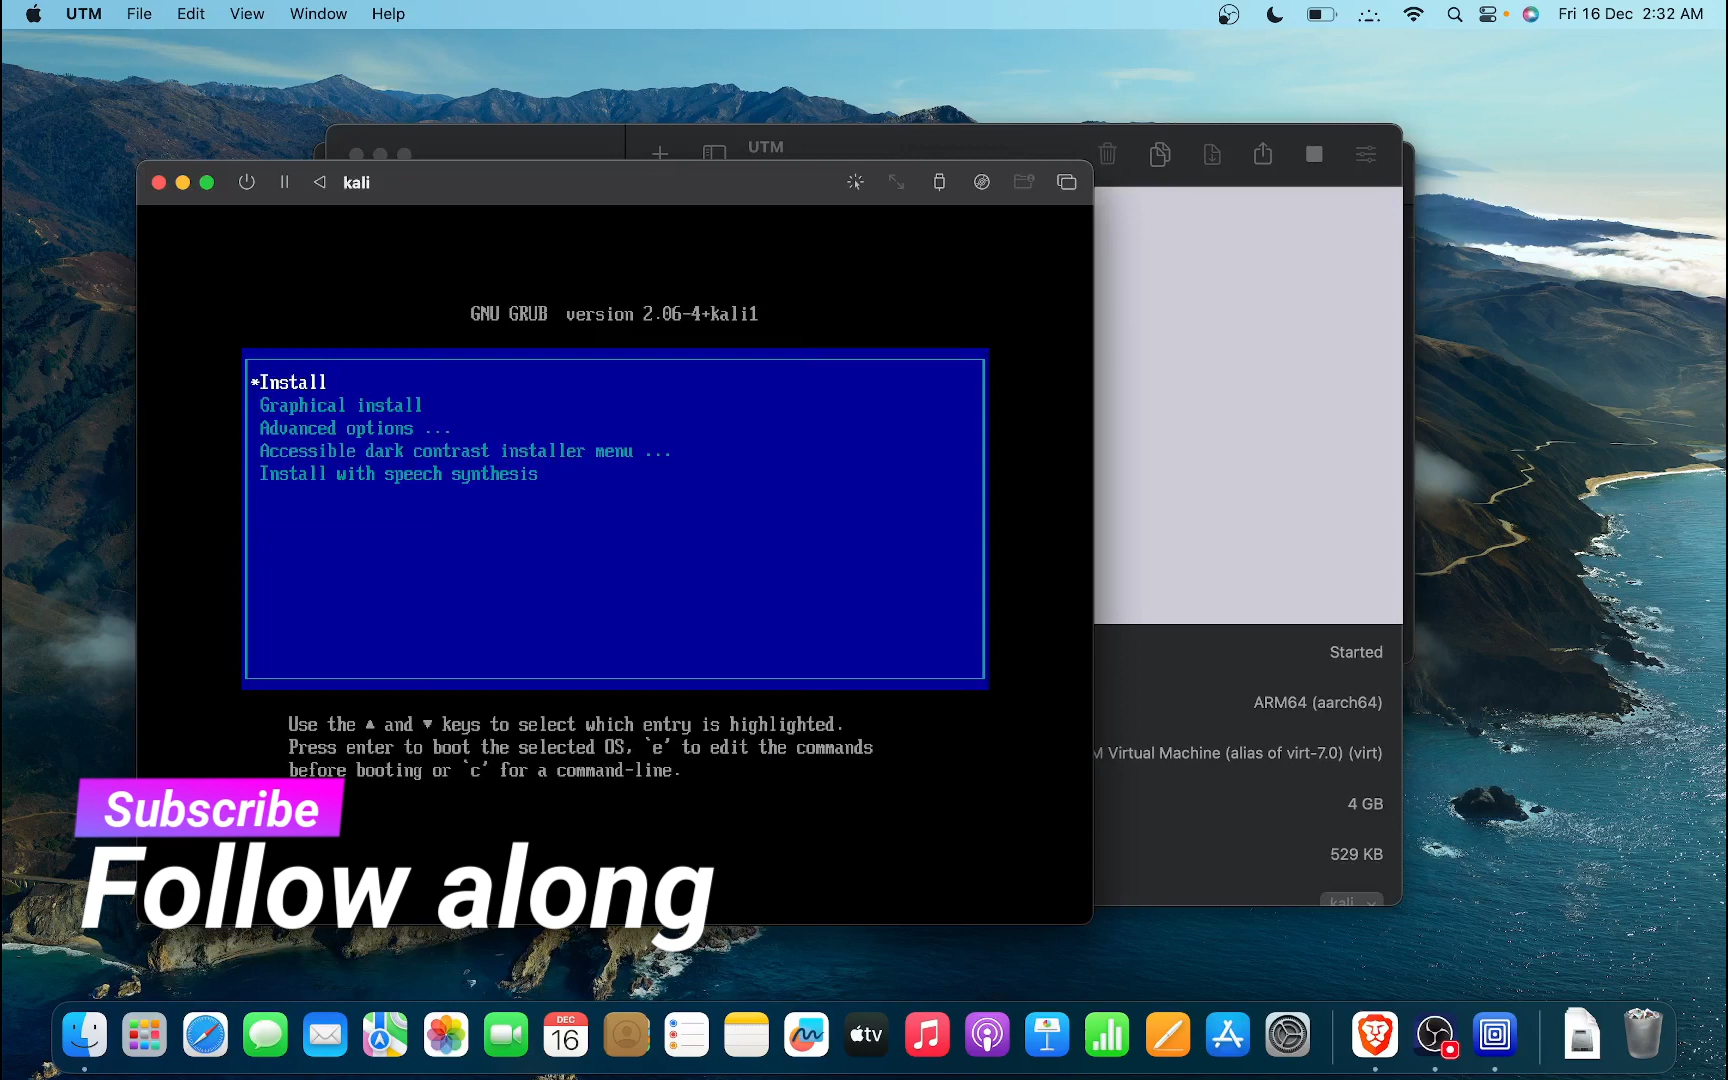 UTM File Edit View Window Help
Fri 16 Dec 2:32 AM
UTM
kali
GNU GRUB version 2.06-4+kali1
*Install
Graphical install
Advanced options ...
Accessible dark contrast installer menu ...
Install with speech synthesis
Use the ▲ and ▼ keys to select which entry is highlighted.
Press enter to boot the selected OS, `e' to edit the commands
before booting or `c' for a command-line.
Started
ARM64 (aarch64)
M Virtual Machine (alias of virt-7.0) (virt)
4 GB
529 KB
kali
Subscribe
Follow along
DEC
16
tv